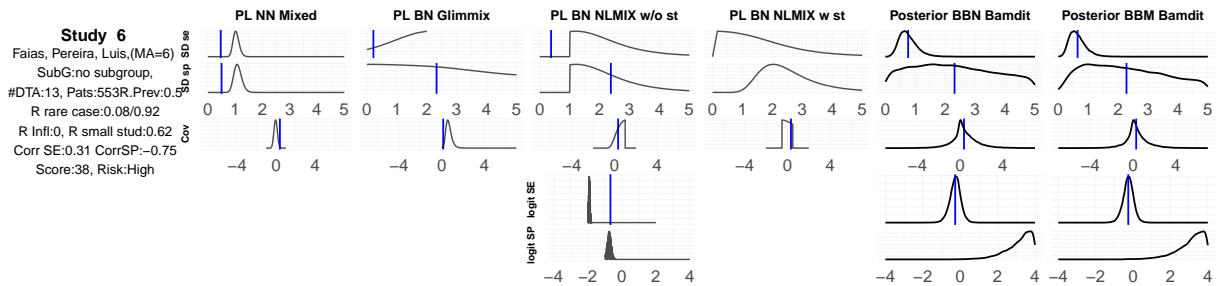 PL NN Mixed PL BN Glimmix PL BN NLMIX w/o st PL BN NLMIX w st Posterior BBN Bamdit Posterior BBM Bamdit
Study 6
Faias, Pereira, Luis,(MA=6)
SubG:no subgroup,
#DTA:13, Pats:553R.Prev:0.5
R rare case:0.08/0.92
R Infl:0, R small stud:0.62
Corr SE:0.31 CorrSP:−0.75
Score:38, Risk:High
SD se
SD sp
0 1 2 3 4 5 0 1 2 3 4 5 0 1 2 3 4 5 0 1 2 3 4 5 0 1 2 3 4 5 0 1 2 3 4 5
Cov
−4 0 4 −4 0 4 −4 0 4 −4 0 4 −4 0 4 −4 0 4
logit SE
logit SP
−4 −2 0 2 4 −4 −2 0 2 4 −4 −2 0 2 4